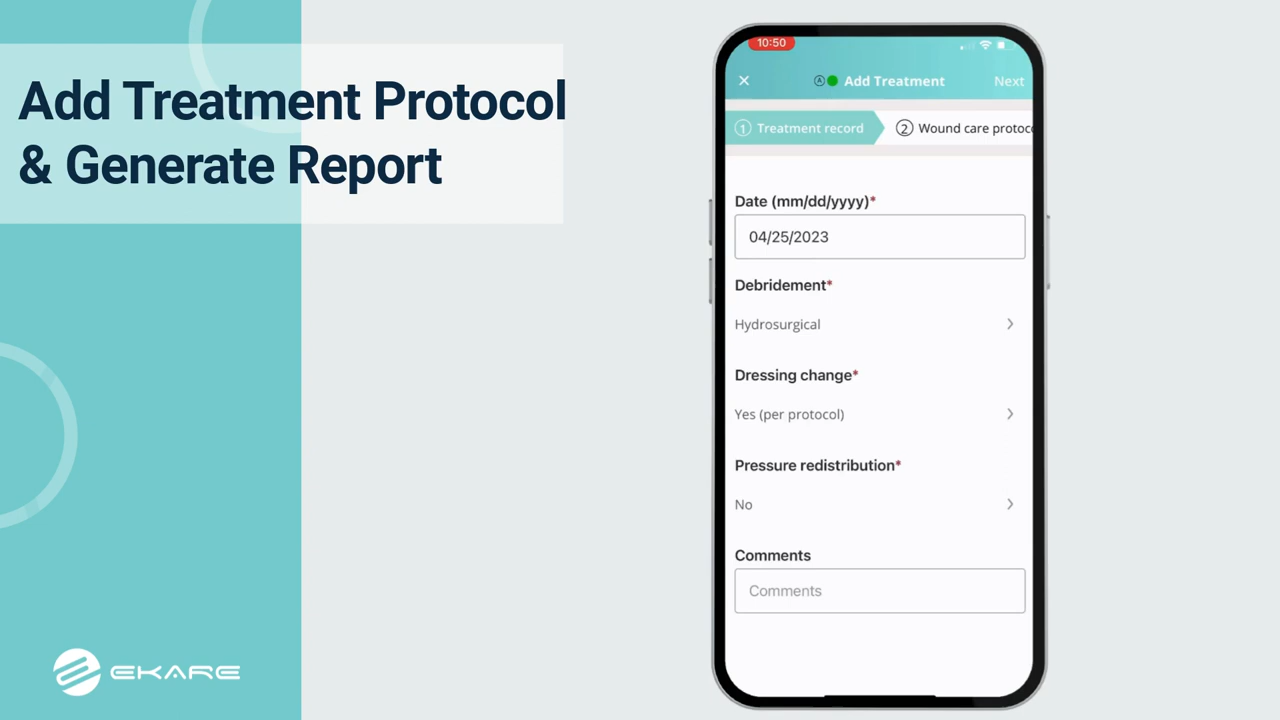 Add Treatment Protocol
& Generate Report
10:50
Add Treatment
Next
1 Treatment record
2 Wound care protoc
Date (mm/dd/yyyy)*
04/25/2023
Debridement*
Hydrosurgical
Dressing change*
Yes (per protocol)
Pressure redistribution*
No
Comments
Comments
EKARE